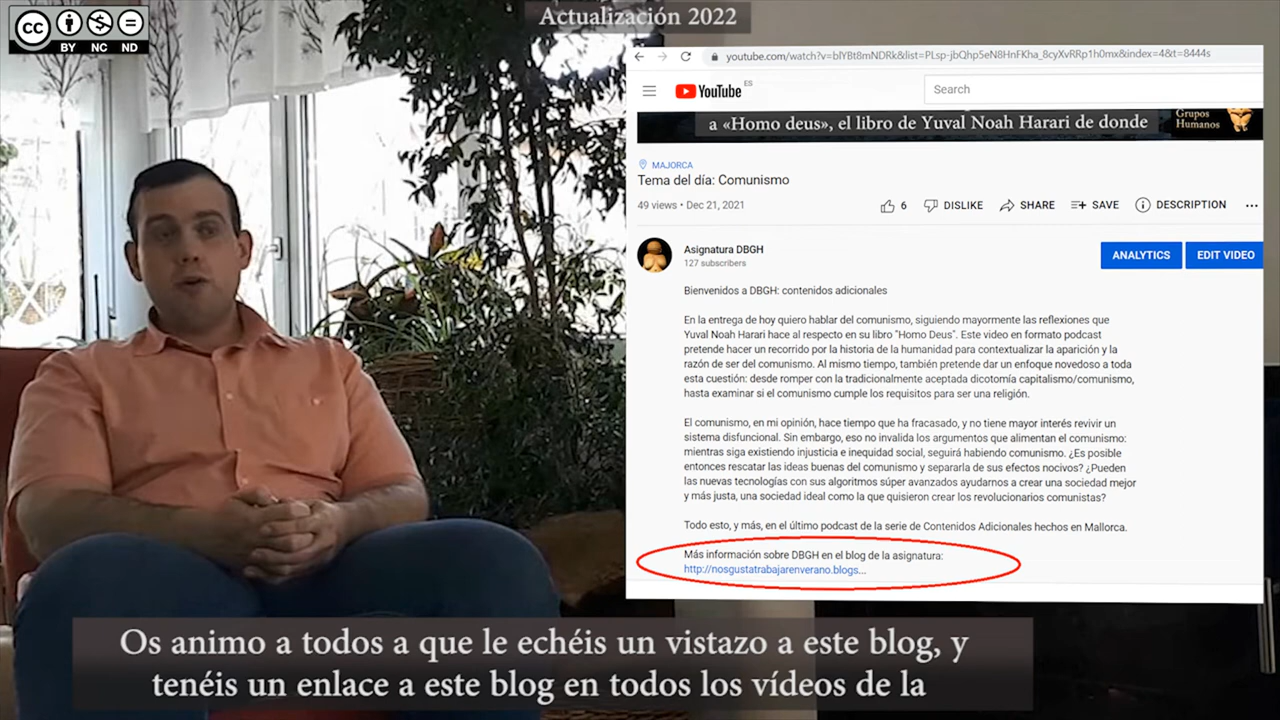 Actualización 2022
cc
BY NC ND
youtube.com/watch?v=blYBt8mNDRk&list=PLsp-jbQhp5eN8HnFKha_8cyXvRRp1h0mx&index=4&t=8444s
YouTube ES
Search
a «Homo deus», el libro de Yuval Noah Harari de donde
Grupos
Humanos
MAJORCA
Tema del día: Comunismo
49 views • Dec 21, 2021
6 DISLIKE SHARE SAVE DESCRIPTION ...
Asignatura DBGH
127 subscribers
ANALYTICS EDIT VIDEO
Bienvenidos a DBGH: contenidos adicionales
En la entrega de hoy quiero hablar del comunismo, siguiendo mayormente las reflexiones que
Yuval Noah Harari hace al respecto en su libro "Homo Deus". Este video en formato podcast
pretende hacer un recorrido por la historia de la humanidad para contextualizar la aparición y la
razón de ser del comunismo. Al mismo tiempo, también pretende dar un enfoque novedoso a toda
esta cuestión: desde romper con la tradicionalmente aceptada dicotomía capitalismo/comunismo,
hasta examinar si el comunismo cumple los requisitos para ser una religión.
El comunismo, en mi opinión, hace tiempo que ha fracasado, y no tiene mayor interés revivir un
sistema disfuncional. Sin embargo, eso no invalida los argumentos que alimentan el comunismo:
mientras siga existiendo injusticia e inequidad social, seguirá habiendo comunismo. ¿Es posible
entonces rescatar las ideas buenas del comunismo y separarla de sus efectos nocivos? ¿Pueden
las nuevas tecnologías con sus algoritmos súper avanzados ayudarnos a crear una sociedad mejor
y más justa, una sociedad ideal como la que quisieron crear los revolucionarios comunistas?
Todo esto, y más, en el último podcast de la serie de Contenidos Adicionales hechos en Mallorca.
Más información sobre DBGH en el blog de la asignatura:
http://nosgustatrabajarenverano.blogs...
Os animo a todos a que le echéis un vistazo a este blog, y
tenéis un enlace a este blog en todos los vídeos de la